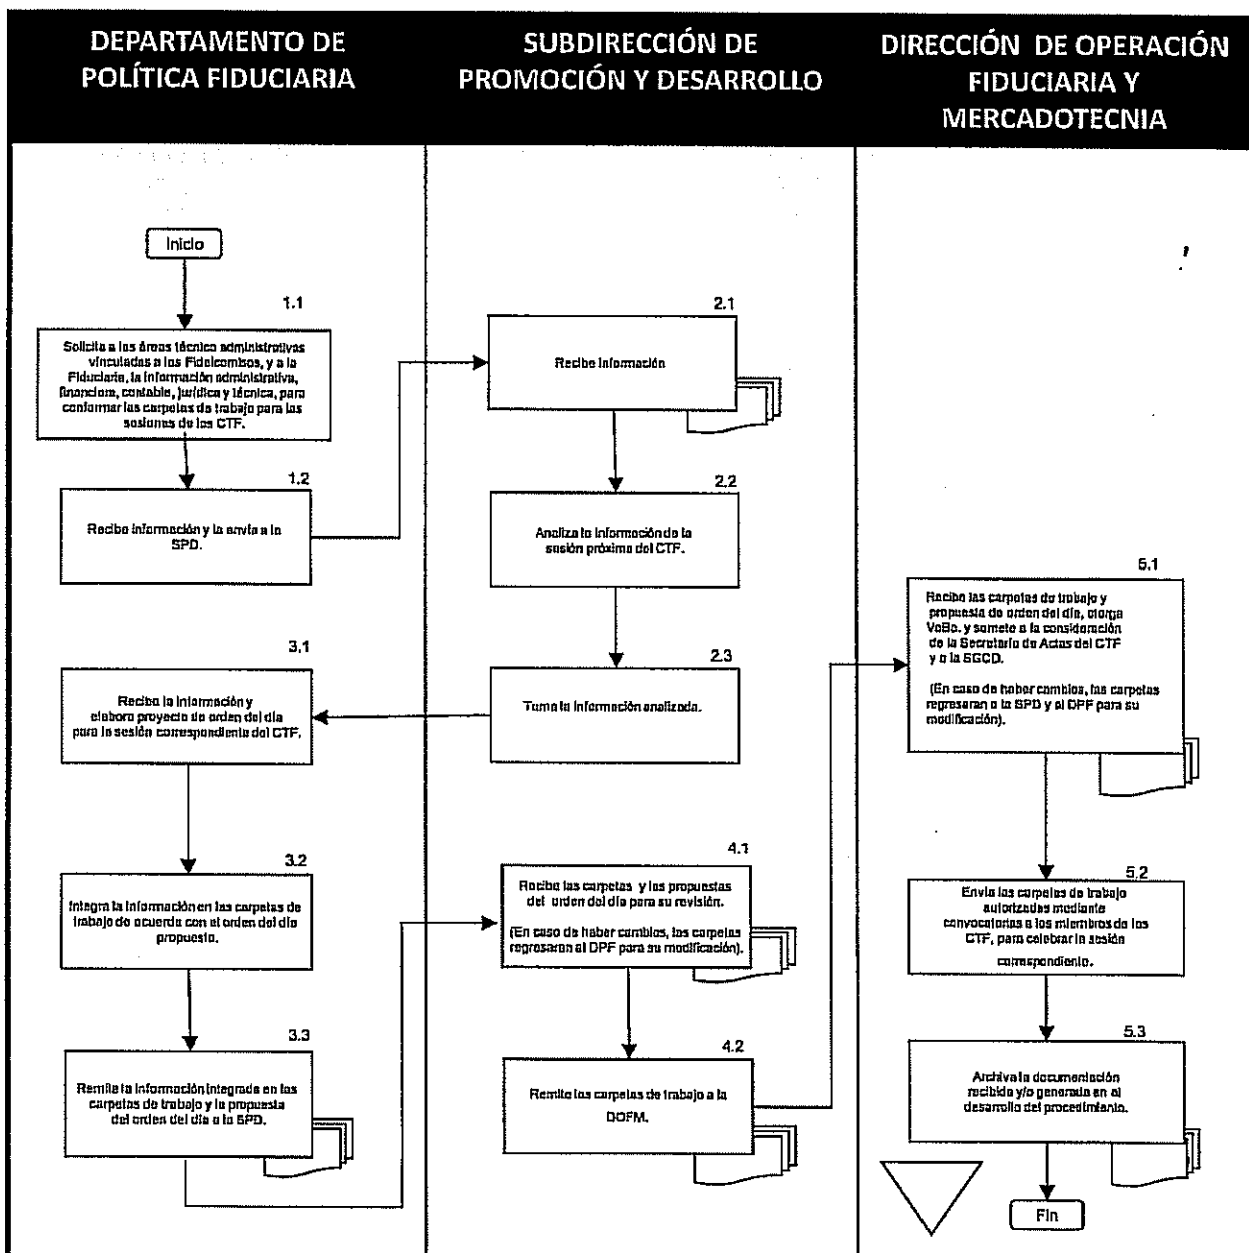 DEPARTAMENTO DE
POLÍTICA FIDUCIARIA
SUBDIRECCIÓN DE
PROMOCIÓN Y DESARROLLO
DIRECCIÓN DE OPERACIÓN
FIDUCIARIA Y
MERCADOTECNIA
Inicio
1.1
Solicita a las áreas técnico administrativas
vinculadas a los Fideicomisos, y a la
Fiduciaria, la información administrativa,
financiera, contable, jurídica y técnica, para
conformar las carpetas de trabajo para las
sesiones de los CTF.
1.2
Recibe información y la envía a la
SPD.
2.1
Recibe información
2.2
Analiza la información de la
sesión próxima del CTF.
2.3
Turna la información analizada.
3.1
Recibe la información y
elabora proyecto de orden del día
para la sesión correspondiente del CTF.
3.2
Integra la información en las carpetas de
trabajo de acuerdo con el orden del día
propuesto.
3.3
Remite la información integrada en las
carpetas de trabajo y la propuesta
del orden del día a la SPD.
4.1
Recibe las carpetas y las propuestas
del orden del día para su revisión.
(En caso de haber cambios, las carpetas
regresaran al DPF para su modificación).
4.2
Remite las carpetas de trabajo a la
DOFM.
5.1
Recibe las carpetas de trabajo y
propuesta de orden del día, otorga
VoBo. y somete a la consideración
de la Secretaria de Actas del CTF
y a la SGCD.
(En caso de haber cambios, las carpetas
regresaran a la SPD y al DPF para su
modificación).
5.2
Envía las carpetas de trabajo
autorizadas mediante
convocatorias a los miembros de los
CTF, para celebrar la sesión
correspondiente.
5.3
Archiva la documentación
recibida y/o generada en el
desarrollo del procedimiento.
Fin